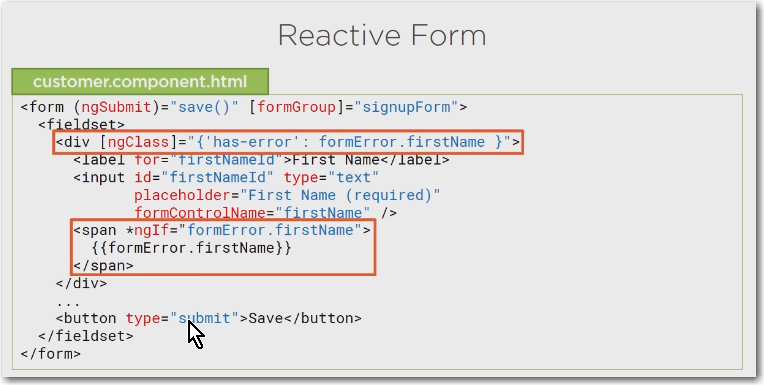 Reactive Form
customer.component.html
<form (ngSubmit)="save()" [formGroup]="signupForm">
<fieldset>
<div [ngClass]="{'has-error': formError.firstName }">
<label for="firstNameId">First Name</label>
<input id="firstNameId" type="text"
placeholder="First Name (required)"
formControlName="firstName" />
<span *ngIf="formError.firstName">
{{formError.firstName}}
</span>
</div>
...
<button type="submit">Save</button>
</fieldset>
</form>